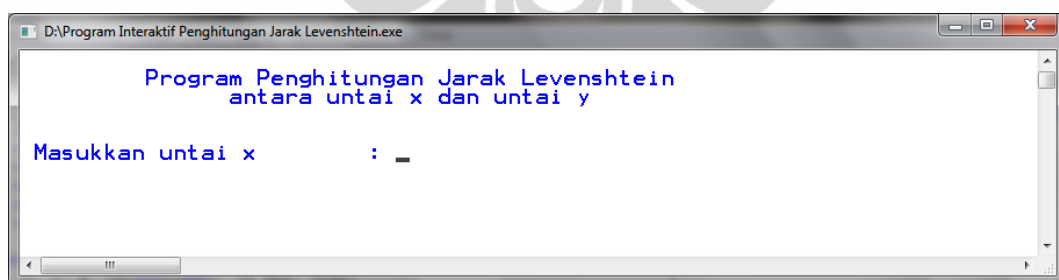 D:\Program Interaktif Penghitungan Jarak Levenshtein.exe
Program Penghitungan Jarak Levenshtein
antara untai x dan untai y
Masukkan untai x : _